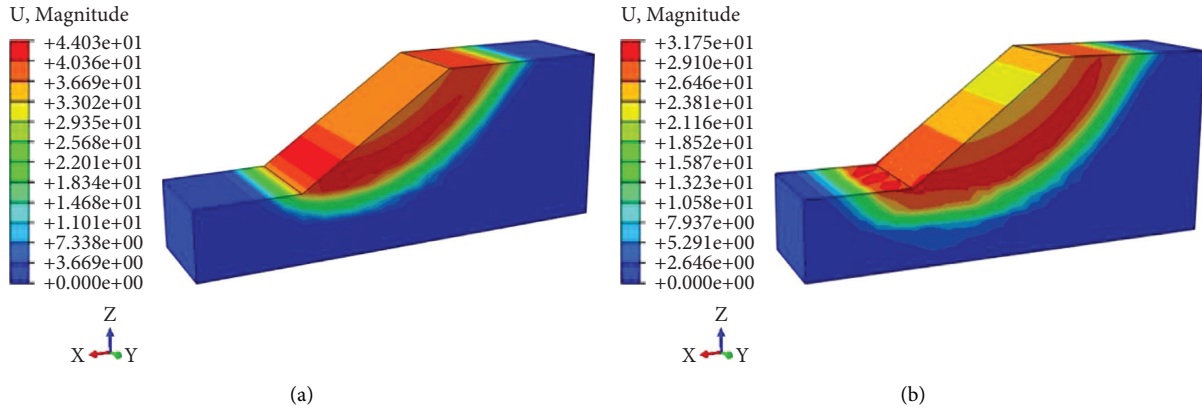 U, Magnitude
+4.403e+01
+4.036e+01
+3.669e+01
+3.302e+01
+2.935e+01
+2.568e+01
+2.201e+01
+1.834e+01
+1.468e+01
+1.101e+01
+7.338e+00
+3.669e+00
+0.000e+00
Z
X
Y
(a)
U, Magnitude
+3.175e+01
+2.910e+01
+2.646e+01
+2.381e+01
+2.116e+01
+1.852e+01
+1.587e+01
+1.323e+01
+1.058e+01
+7.937e+00
+5.291e+00
+2.646e+00
+0.000e+00
Z
X
Y
(b)